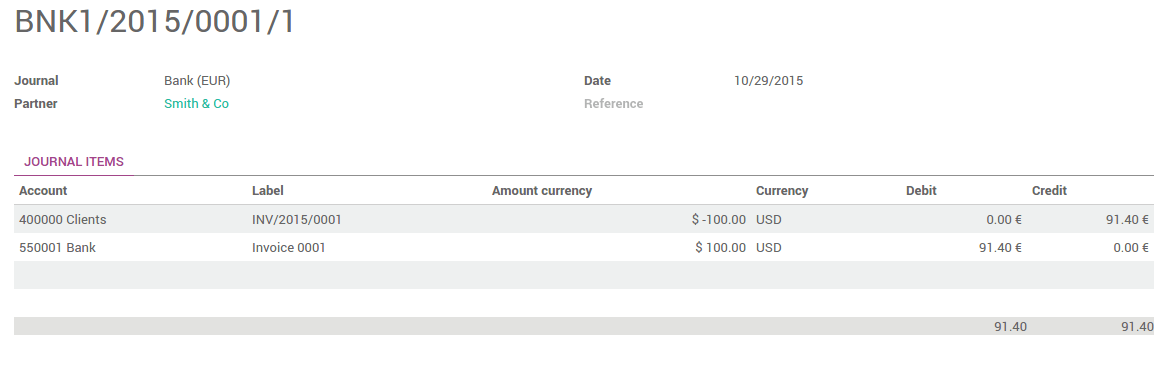 BNK1/2015/0001/1
Journal Bank (EUR) Date 10/29/2015
Partner Smith & Co Reference
JOURNAL ITEMS
Account Label Amount currency Currency Debit Credit
400000 Clients INV/2015/0001 $ -100.00 USD 0.00 € 91.40 €
550001 Bank Invoice 0001 $ 100.00 USD 91.40 € 0.00 €
91.40 91.40